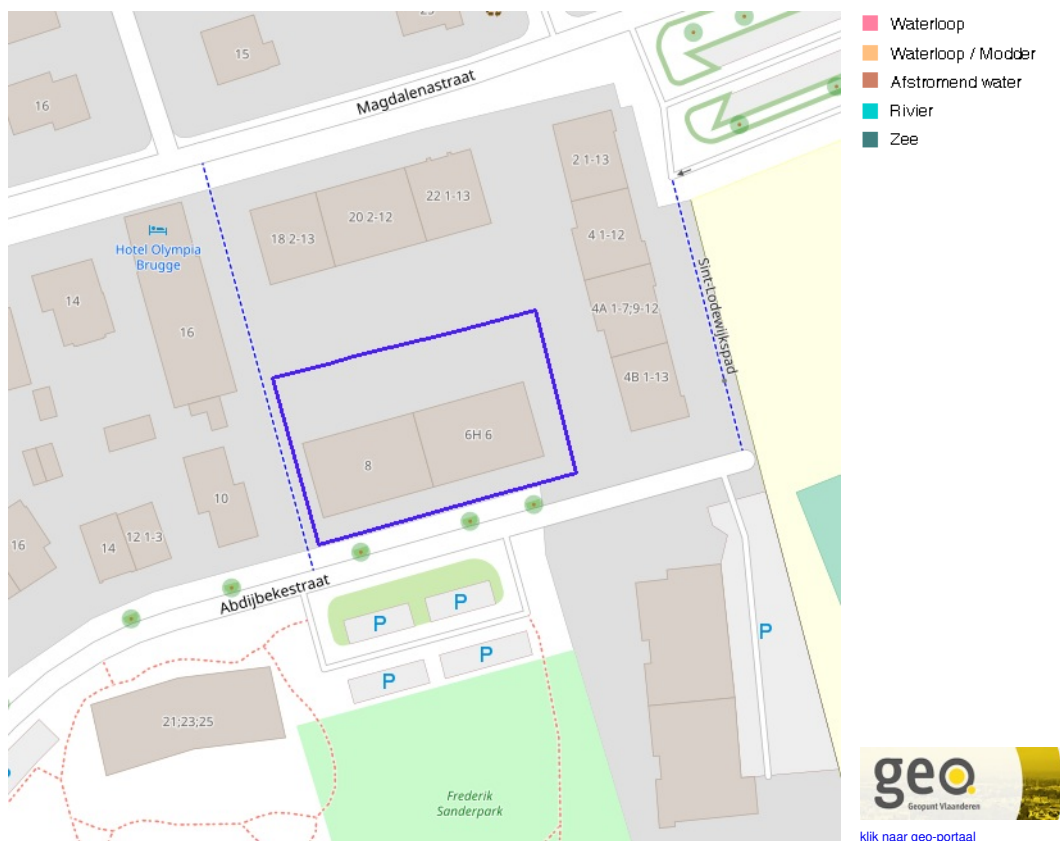 Waterloop
Waterloop / Modder
Afstromend water
Rivier
Zee
15
16
Magdalenastraat
2 1-13
22 1-13
20 2-12
18 2-13
4 1-12
Hotel Olympia
Brugge
14
16
4A 1-7;9-12
Sint-Lodewijkspad
4B 1-13
6H 6
8
10
12 1-3
14
16
Abdijbekestraat
P
P
P
P
P
21;23;25
P
Frederik
Sanderpark
geo.
Geopunt Vlaanderen
klik naar geo-portaal